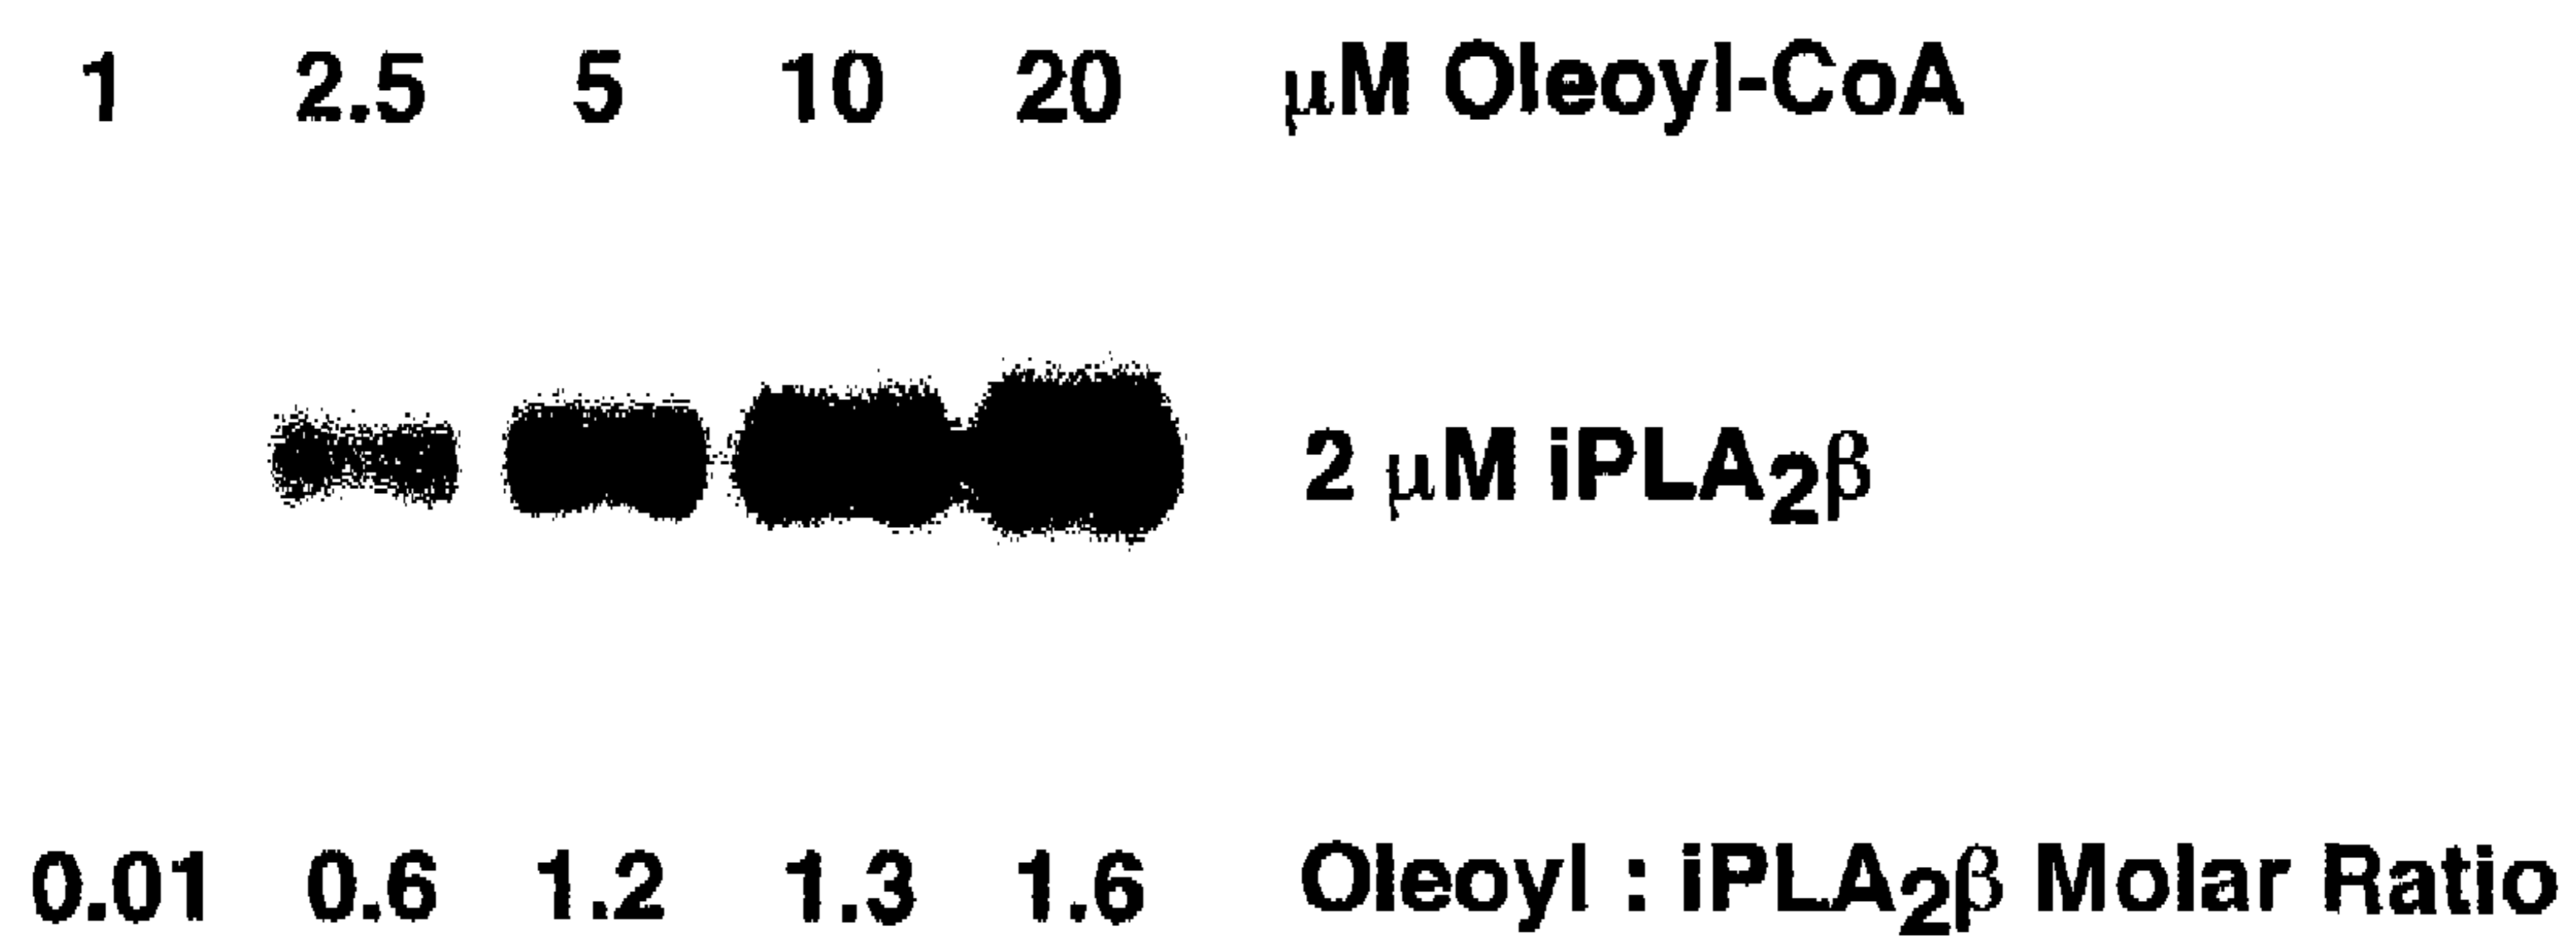 1 2.5 5 10 20 μM Oleoyl-CoA
2 μM iPLA₂β
0.01 0.6 1.2 1.3 1.6 Oleoyl : iPLA₂β Molar Ratio